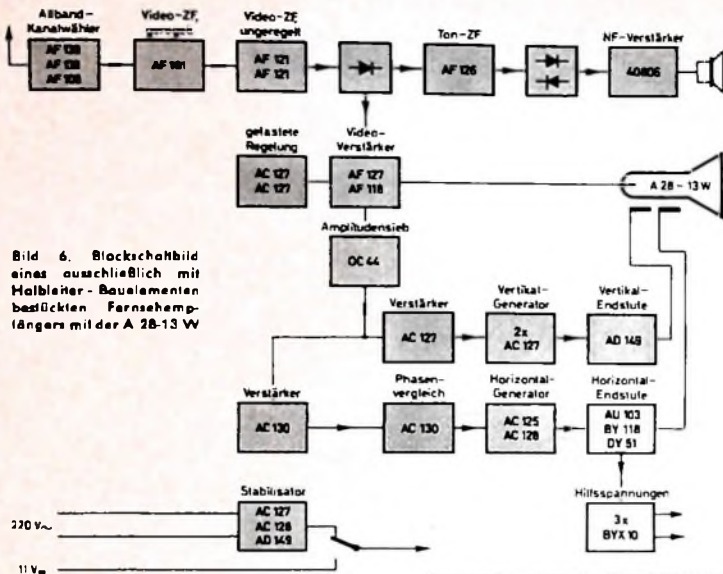 Allband-
Kanalwähler
AF 139
AF 139
AF 106
Video-ZF,
AF 181
Video-ZF,
ungeregelt
AF 121
AF 121
Ton-ZF
AF 126
NF-Verstärker
40806
getastete
Regelung
AC 127
AC 127
Video-
Verstärker
AF 127
AF 118
A 28-13 W
Amplitudensieb
OC 44
Bild 6. Blockschaltbild
eines ausschließlich mit
Halbleiter-Bauelementen
bestückten Fernsehemp-
fängers mit der A 28-13 W
Verstärker
AC 127
Vertikal-
Generator
2x
AC 127
Vertikal-
Endstufe
AD 149
Verstärker
AC 130
Phasen-
vergleich
AC 130
Horizontal-
Generator
AC 125
AC 128
Horizontal-
Endstufe
AU 103
BY 118
DY 51
Stabilisator
AC 127
AC 128
AD 149
220 V~
11 V=
Hilfsspannungen
3x
BYX 10